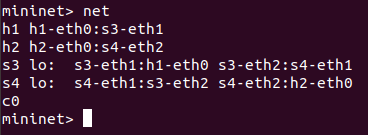 mininet> net
h1 h1-eth0:s3-eth1
h2 h2-eth0:s4-eth2
s3 lo:  s3-eth1:h1-eth0 s3-eth2:s4-eth1
s4 lo:  s4-eth1:s3-eth2 s4-eth2:h2-eth0
c0
mininet>